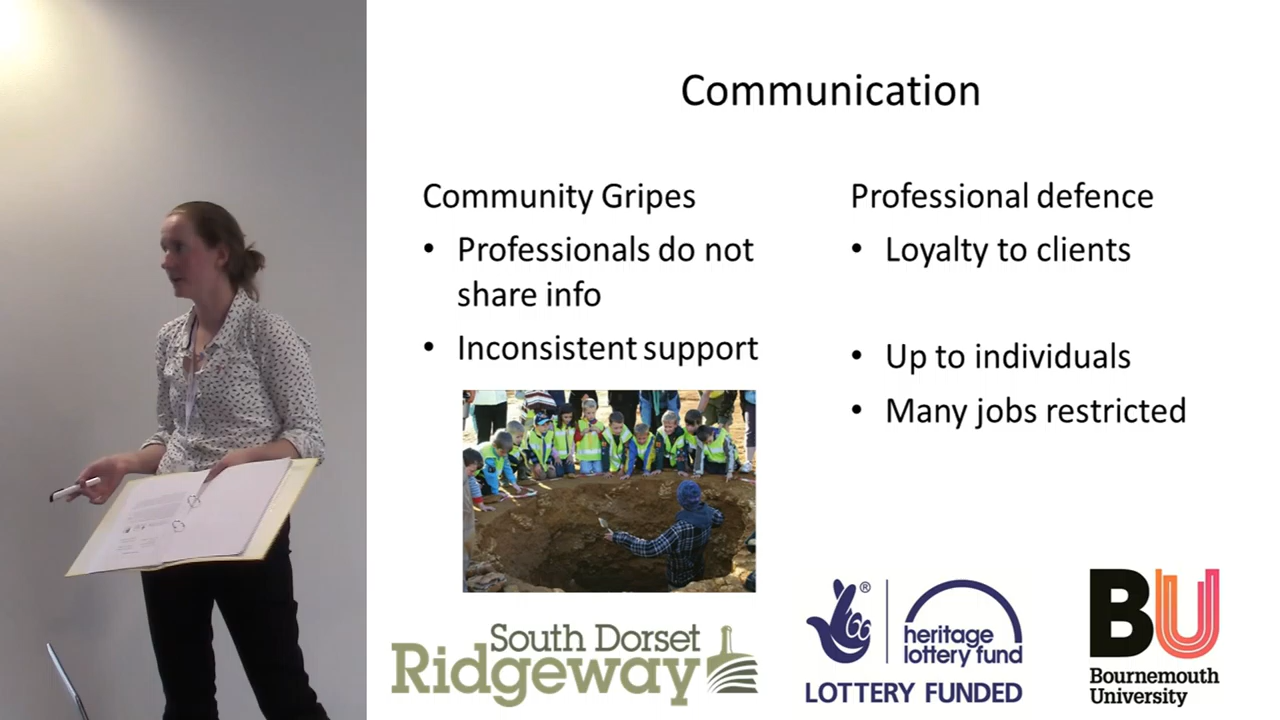 Communication
Community Gripes
• Professionals do not
share info
• Inconsistent support
Professional defence
• Loyalty to clients
• Up to individuals
• Many jobs restricted
South Dorset
Ridgeway
®
heritage
lottery fund
LOTTERY FUNDED
BU
Bournemouth
University